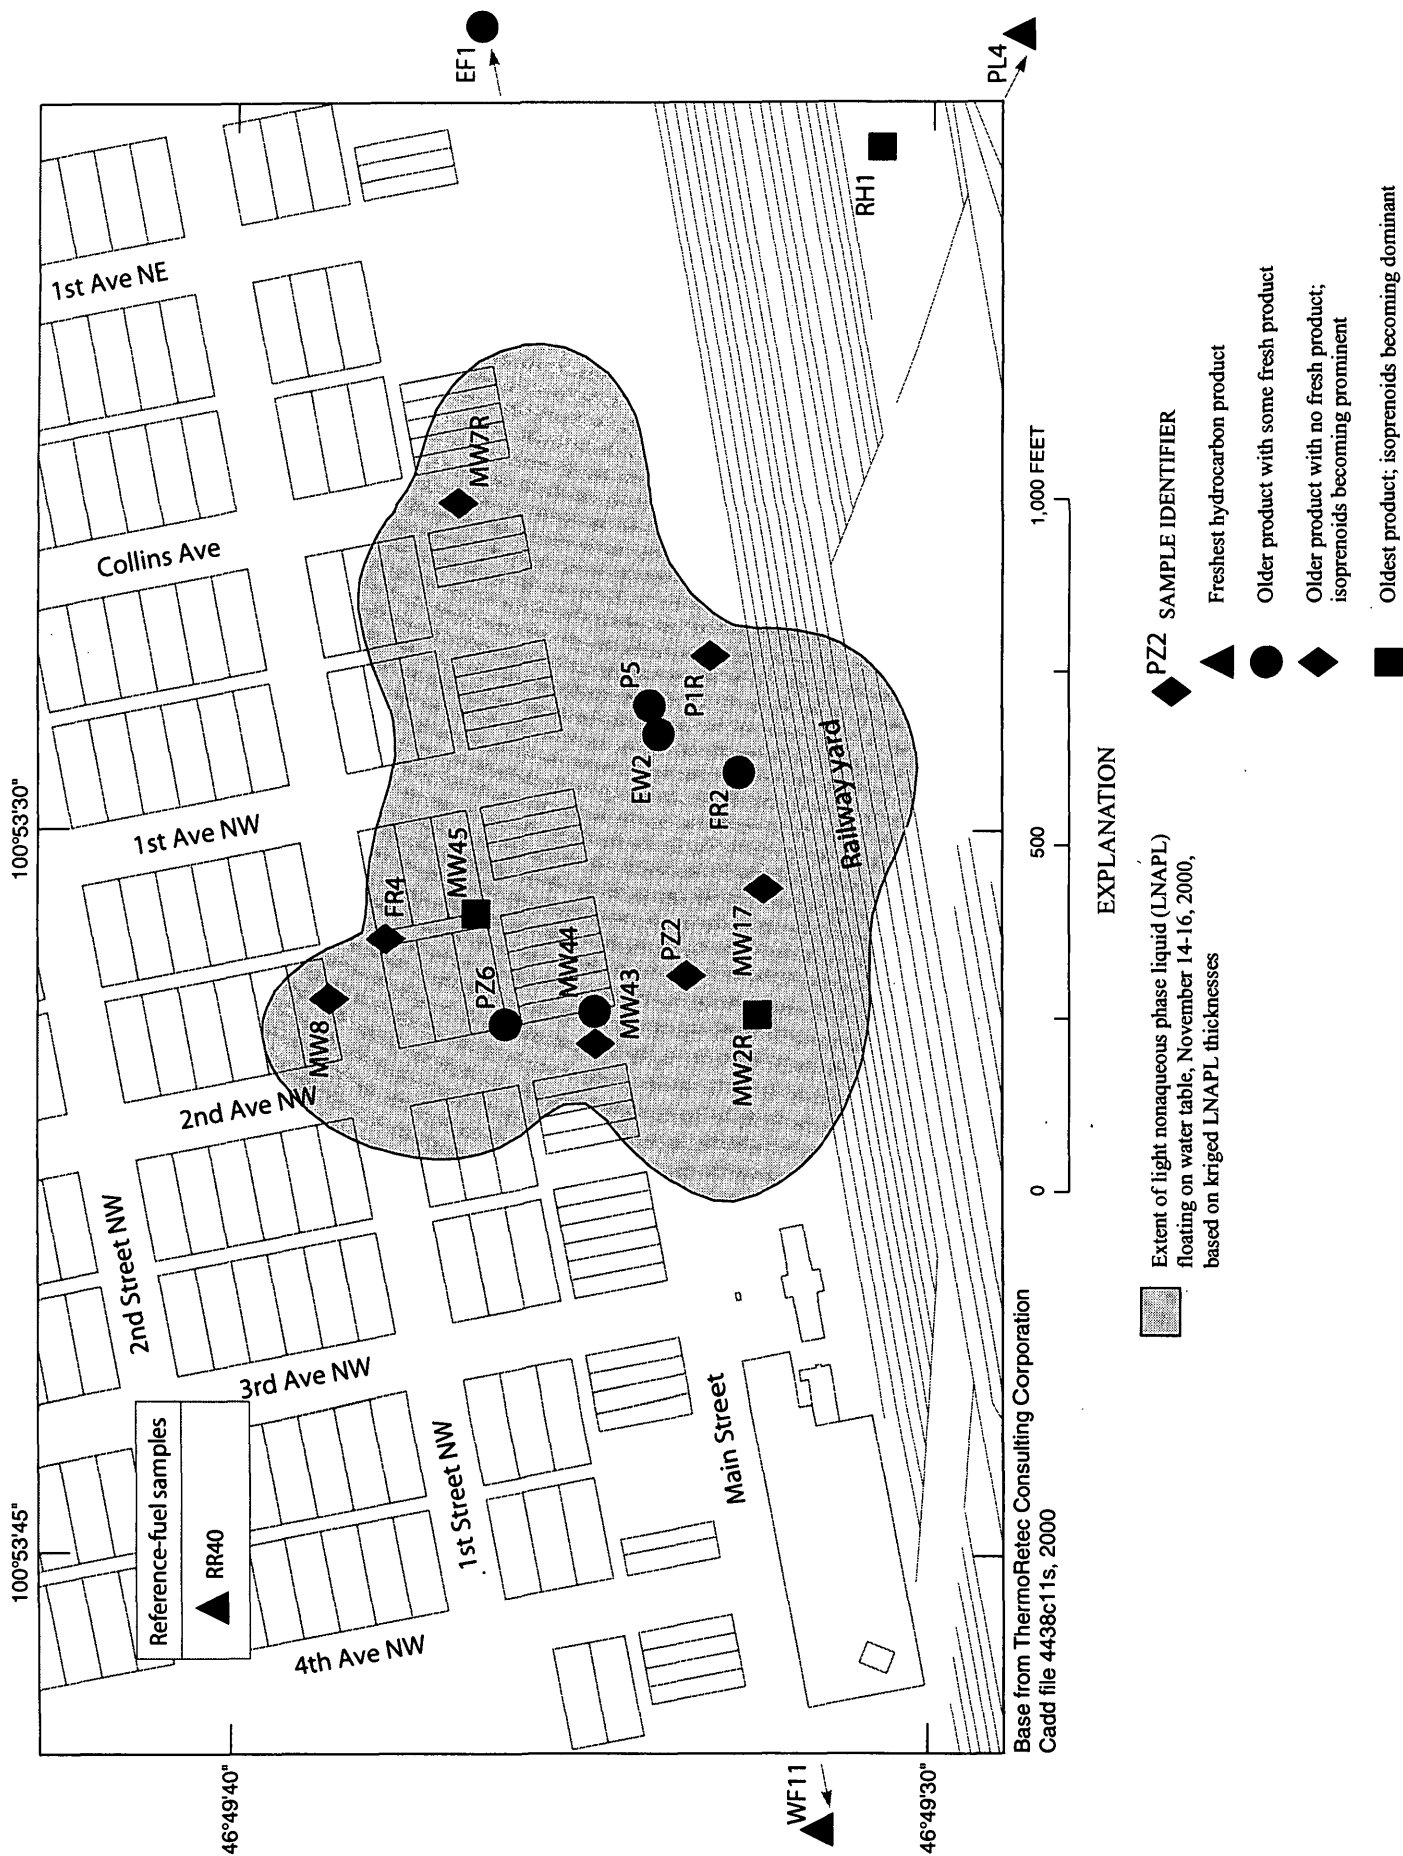 100°53'45"
100°53'30"
46°49'40"
46°49'30"
Reference-fuel samples
RR40
2nd Street NW
1st Street NW
Main Street
4th Ave NW
3rd Ave NW
2nd Ave NW
1st Ave NW
Collins Ave
1st Ave NE
MW8
FR4
MW45
PZ6
MW44
MW43
PZ2
MW2R
MW17
FR2
EW2
P5
P1R
MW7R
Railway yard
RH1
EF1
PL4
WF11
Base from ThermoRetec Consulting Corporation
Cadd file 4438c11s, 2000
0
500
1,000 FEET
EXPLANATION
Extent of light nonaqueous phase liquid (LNAPL)
floating on water table, November 14-16, 2000,
based on kriged LNAPL thicknesses
PZ2 SAMPLE IDENTIFIER
Freshest hydrocarbon product
Older product with some fresh product
Older product with no fresh product;
isoprenoids becoming prominent
Oldest product; isoprenoids becoming dominant